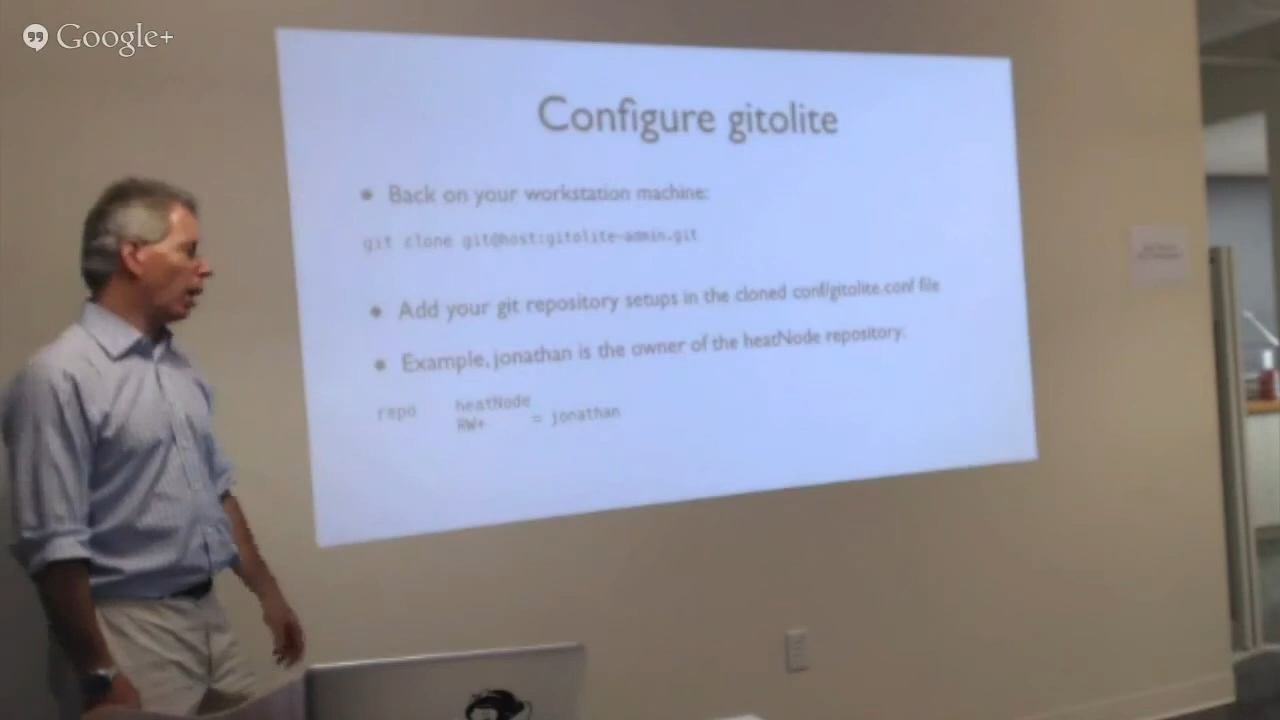 Google+
Configure gitolite
Back on your workstation machine:
git clone git@host:gitolite-admin.git
Add your git repository setups in the cloned conf/gitolite.conf file
Example, jonathan is the owner of the heatNode repository:
repo heatNode
RW+ = jonathan